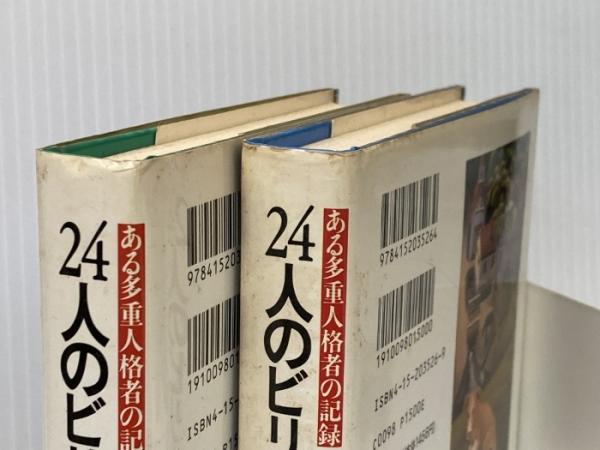 ある多重人格者の記
24人のビリ
978415203
191009801
ISBN4-15-
ある多重人格者の記録
24人のビリ
9784152035264
1910098015000
ISBN4-15-203526-9
C0098 P1500E